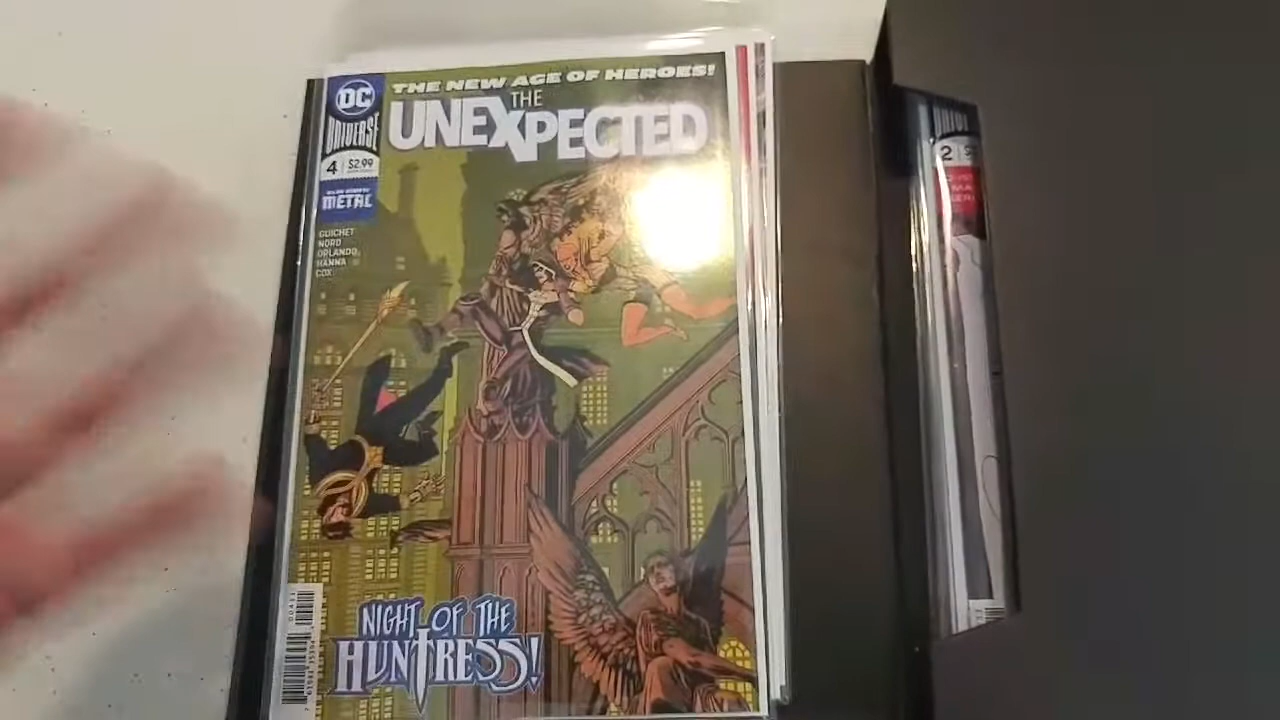 THE NEW AGE OF HEROES!
DC
UNIVERSE
THE
UNEXPECTED
4 $2.99
METAL
GUICHET
NORD
ORLANDO
HANNA
COX
NIGHT OF THE
HUNTRESS!
2